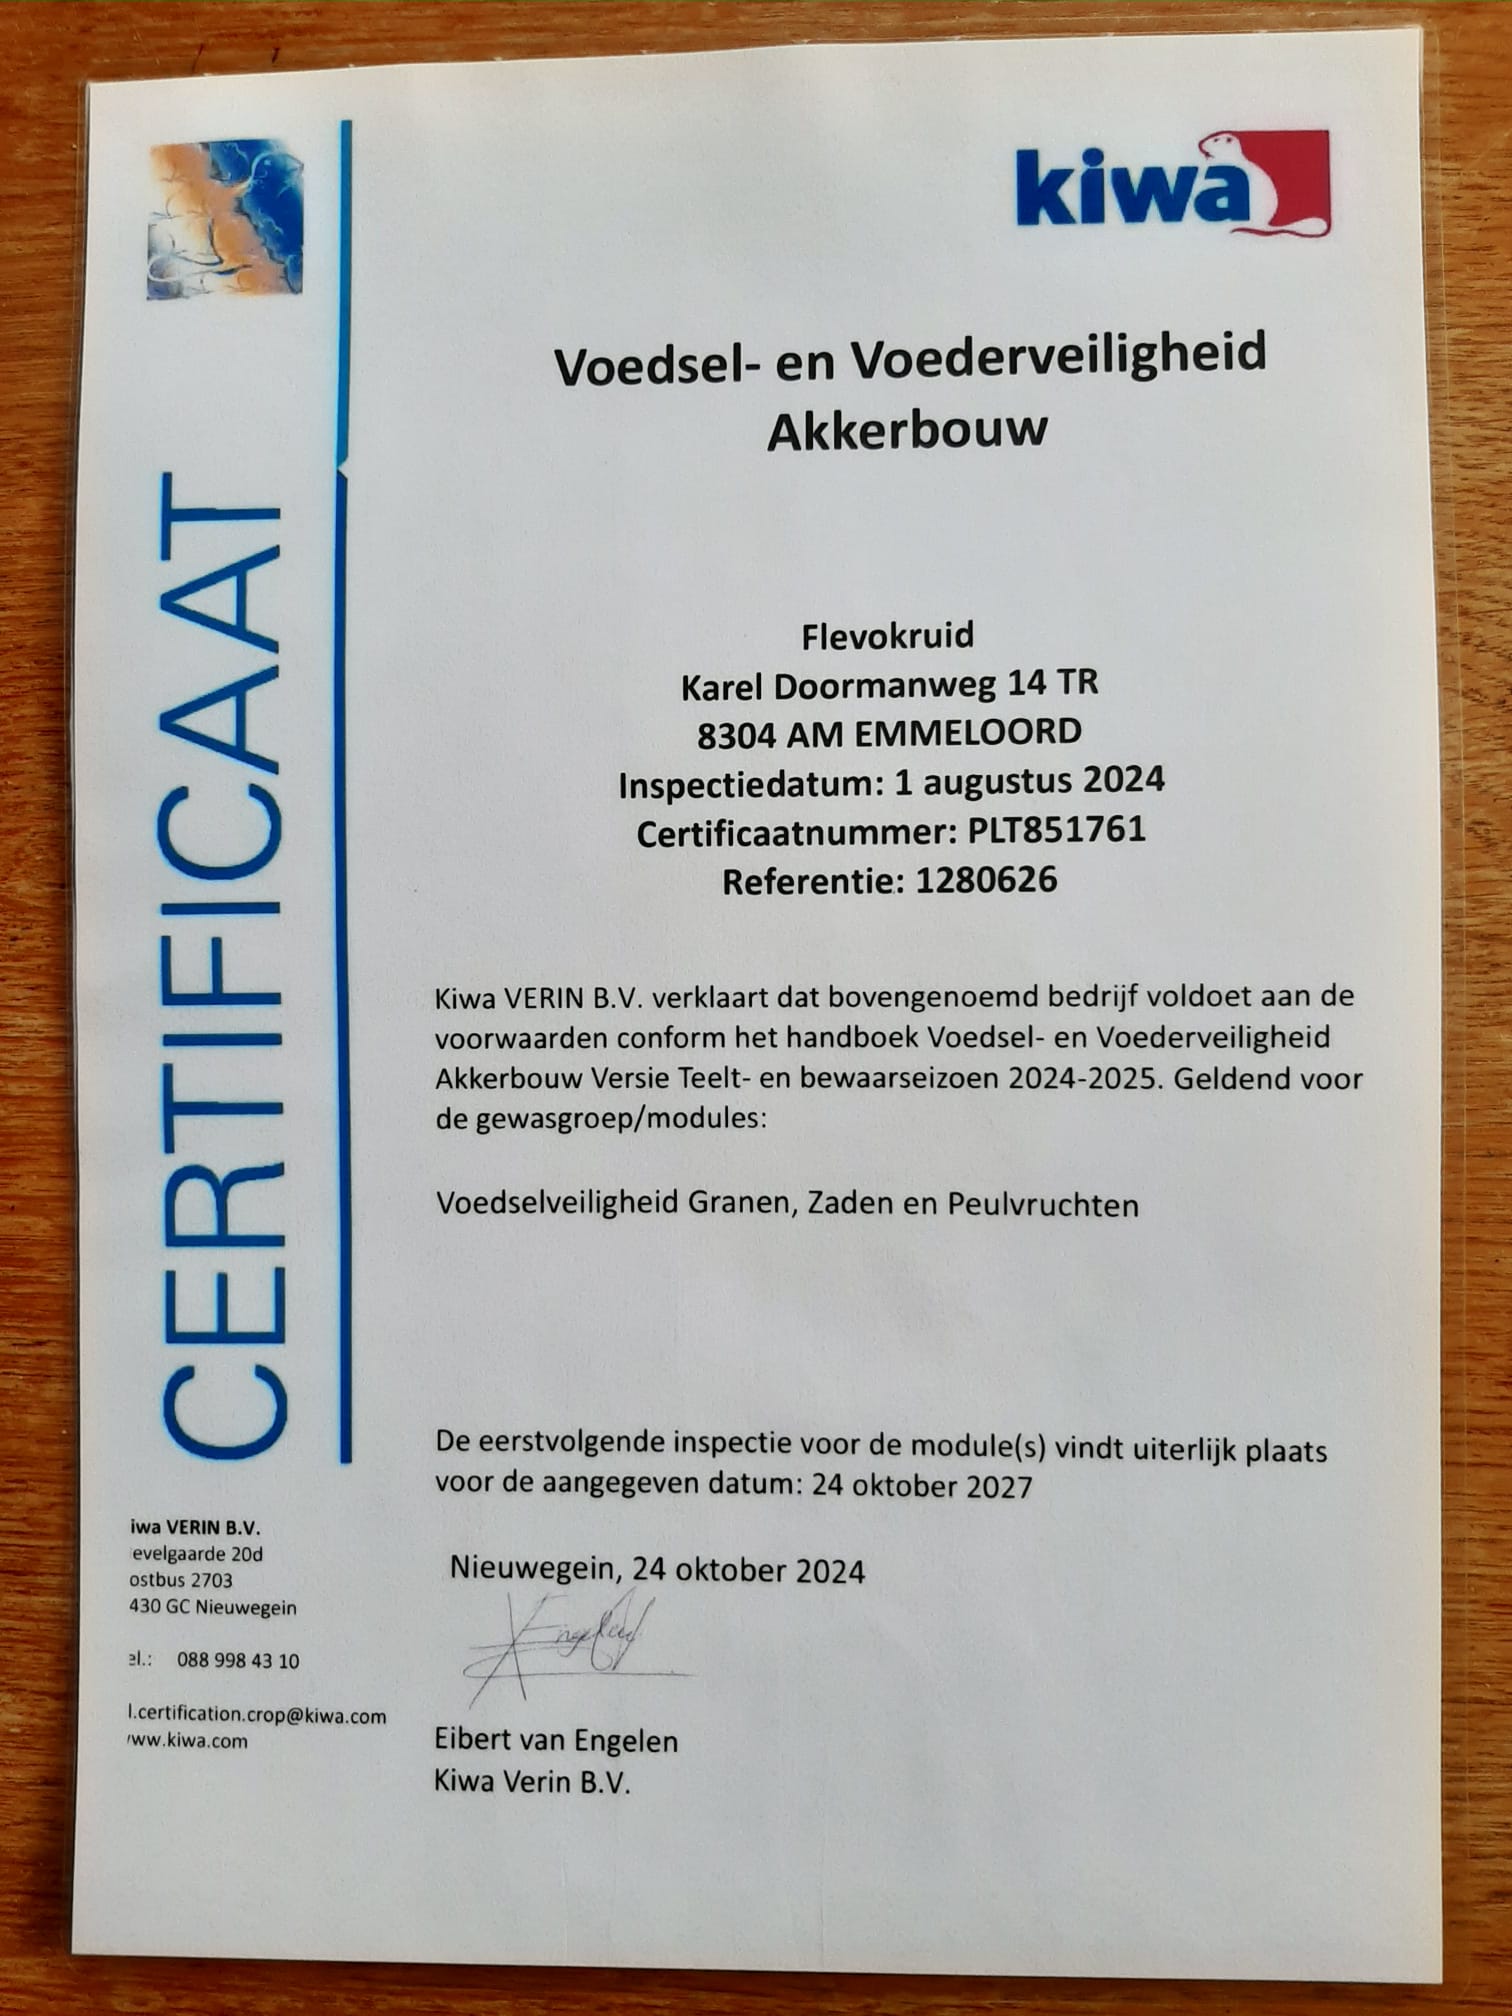 kiwa
Voedsel- en Voederveiligheid
Akkerbouw
CERTIFICAAT
Flevokruid
Karel Doormanweg 14 TR
8304 AM EMMELOORD
Inspectiedatum: 1 augustus 2024
Certificaatnummer: PLT851761
Referentie: 1280626
Kiwa VERIN B.V. verklaart dat bovengenoemd bedrijf voldoet aan de
voorwaarden conform het handboek Voedsel- en Voederveiligheid
Akkerbouw Versie Teelt- en bewaarseizoen 2024-2025. Geldend voor
de gewasgroep/modules:
Voedselveiligheid Granen, Zaden en Peulvruchten
De eerstvolgende inspectie voor de module(s) vindt uiterlijk plaats
voor de aangegeven datum: 24 oktober 2027
Nieuwegein, 24 oktober 2024
Eibert van Engelen
Kiwa Verin B.V.
iwa VERIN B.V.
evelgaarde 20d
ostbus 2703
430 GC Nieuwegein
el.: 088 998 43 10
l.certification.crop@kiwa.com
ww.kiwa.com